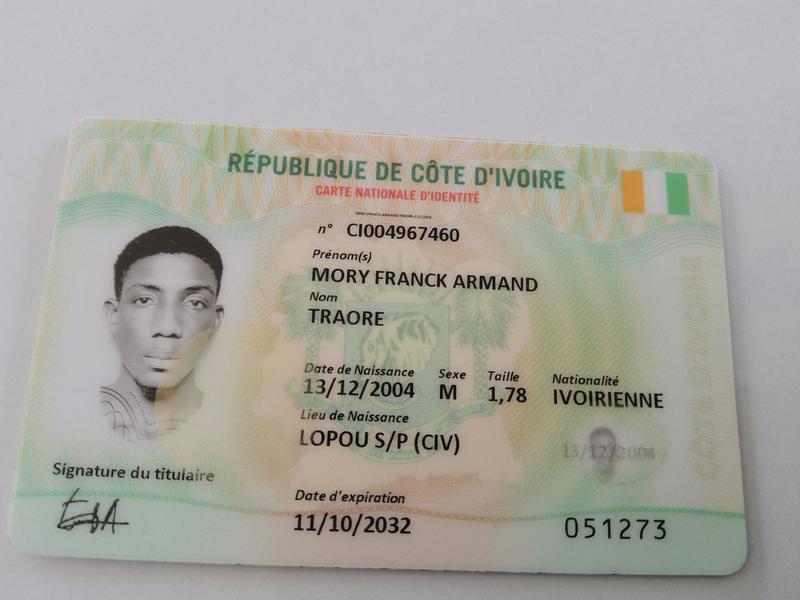 RÉPUBLIQUE DE CÔTE D'IVOIRE
CARTE NATIONALE D'IDENTITÉ
n° CI004967460
Prénom(s)
MORY FRANCK ARMAND
Nom
TRAORE
Date de Naissance Sexe Taille Nationalité
13/12/2004 M 1,78 IVOIRIENNE
Lieu de Naissance
LOPOU S/P (CIV)
13/12/2004
CÔTE D'IVOIRE
Signature du titulaire
Date d'expiration
11/10/2032
051273